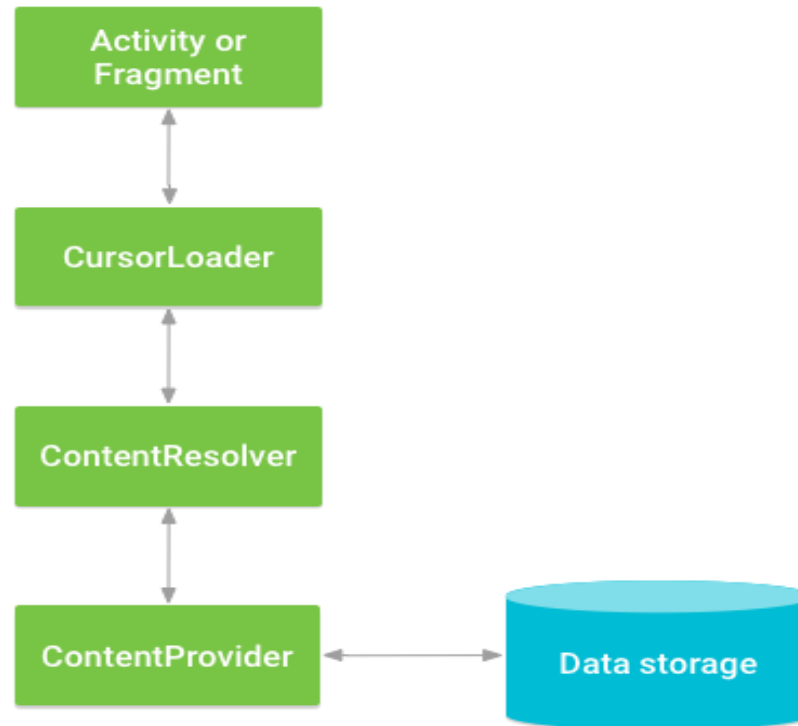 Activity or
Fragment
CursorLoader
ContentResolver
ContentProvider
Data storage